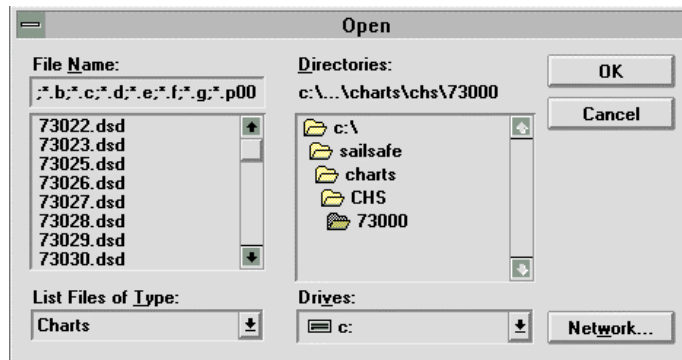 Open
File Name:
;*.b;*.c;*.d;*.e;*.f;*.g;*.p00
73022.dsd
73023.dsd
73025.dsd
73026.dsd
73027.dsd
73028.dsd
73029.dsd
73030.dsd
List Files of Type:
Charts
Directories:
c:\...\charts\chs\73000
c:\
sailsafe
charts
CHS
73000
Drives:
c:
OK
Cancel
Network...